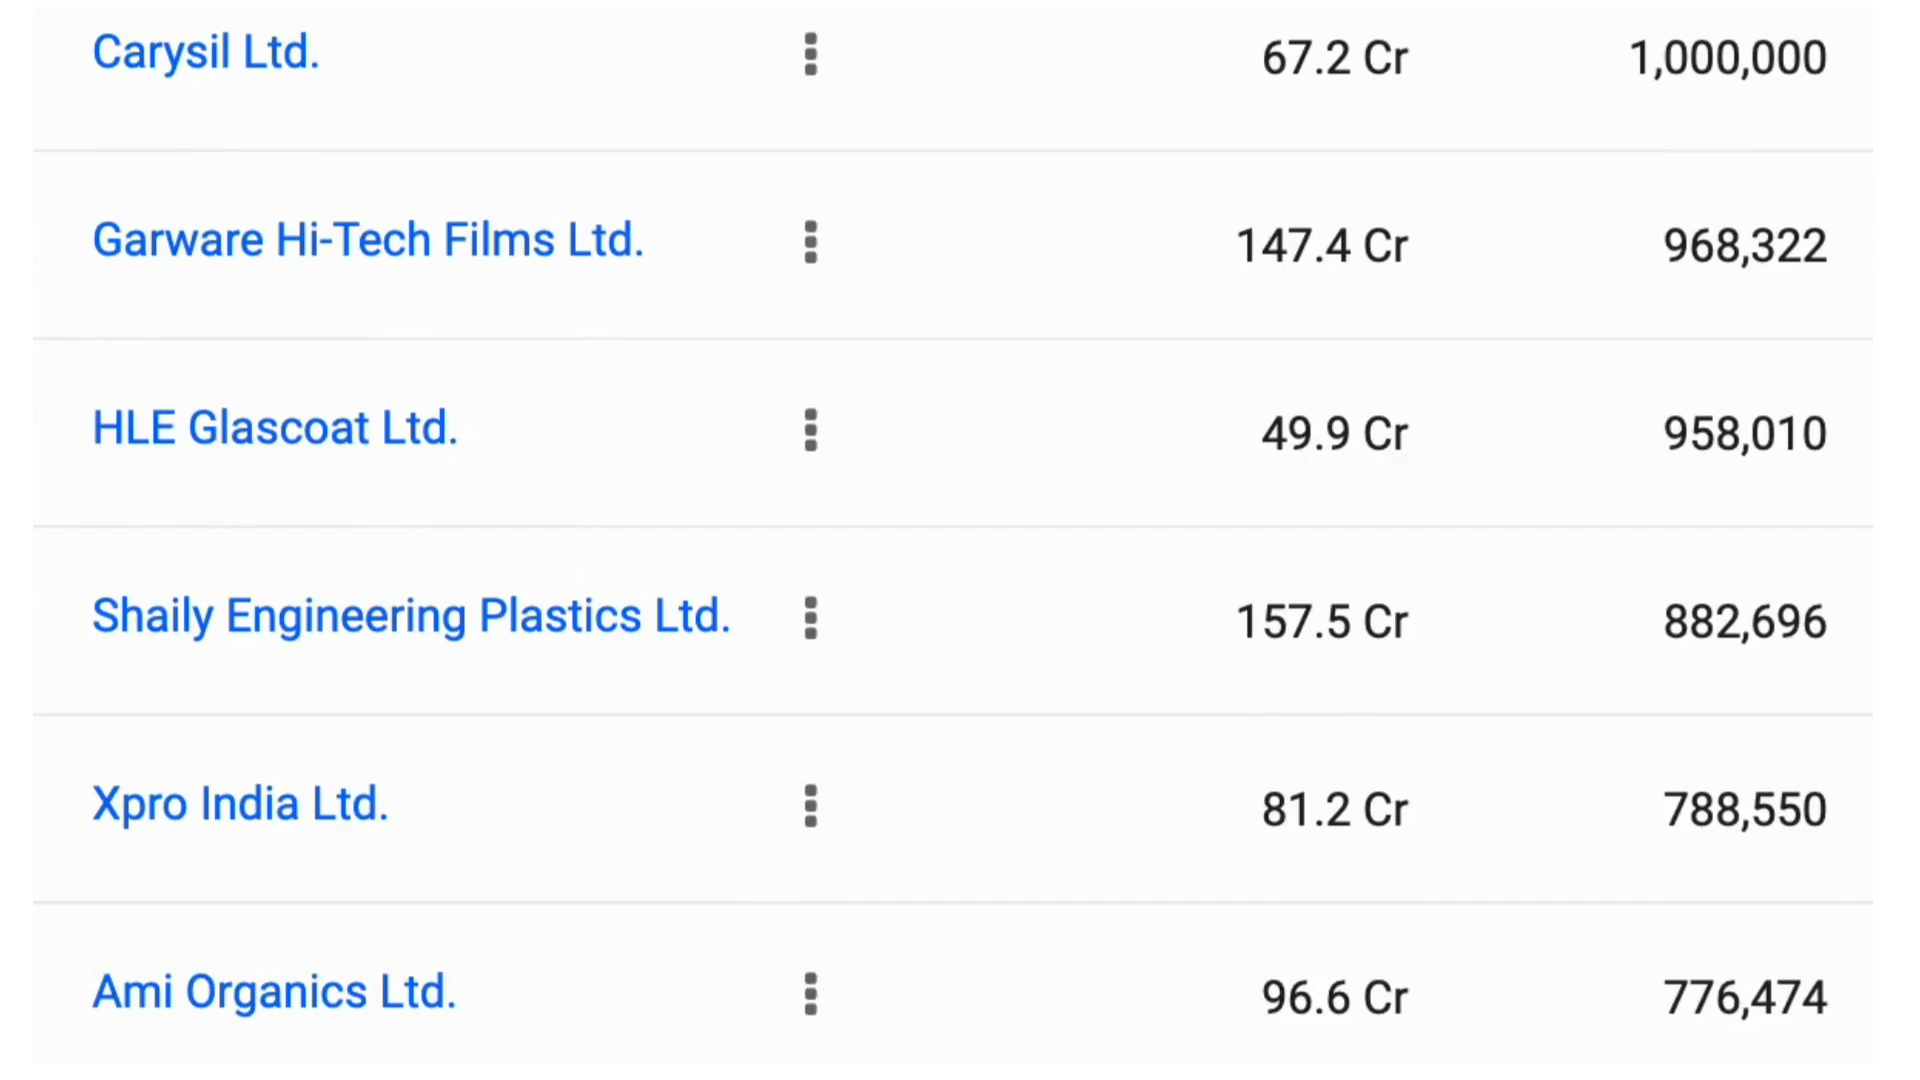 Carysil Ltd. 67.2 Cr 1,000,000
Garware Hi-Tech Films Ltd. 147.4 Cr 968,322
HLE Glascoat Ltd. 49.9 Cr 958,010
Shaily Engineering Plastics Ltd. 157.5 Cr 882,696
Xpro India Ltd. 81.2 Cr 788,550
Ami Organics Ltd. 96.6 Cr 776,474